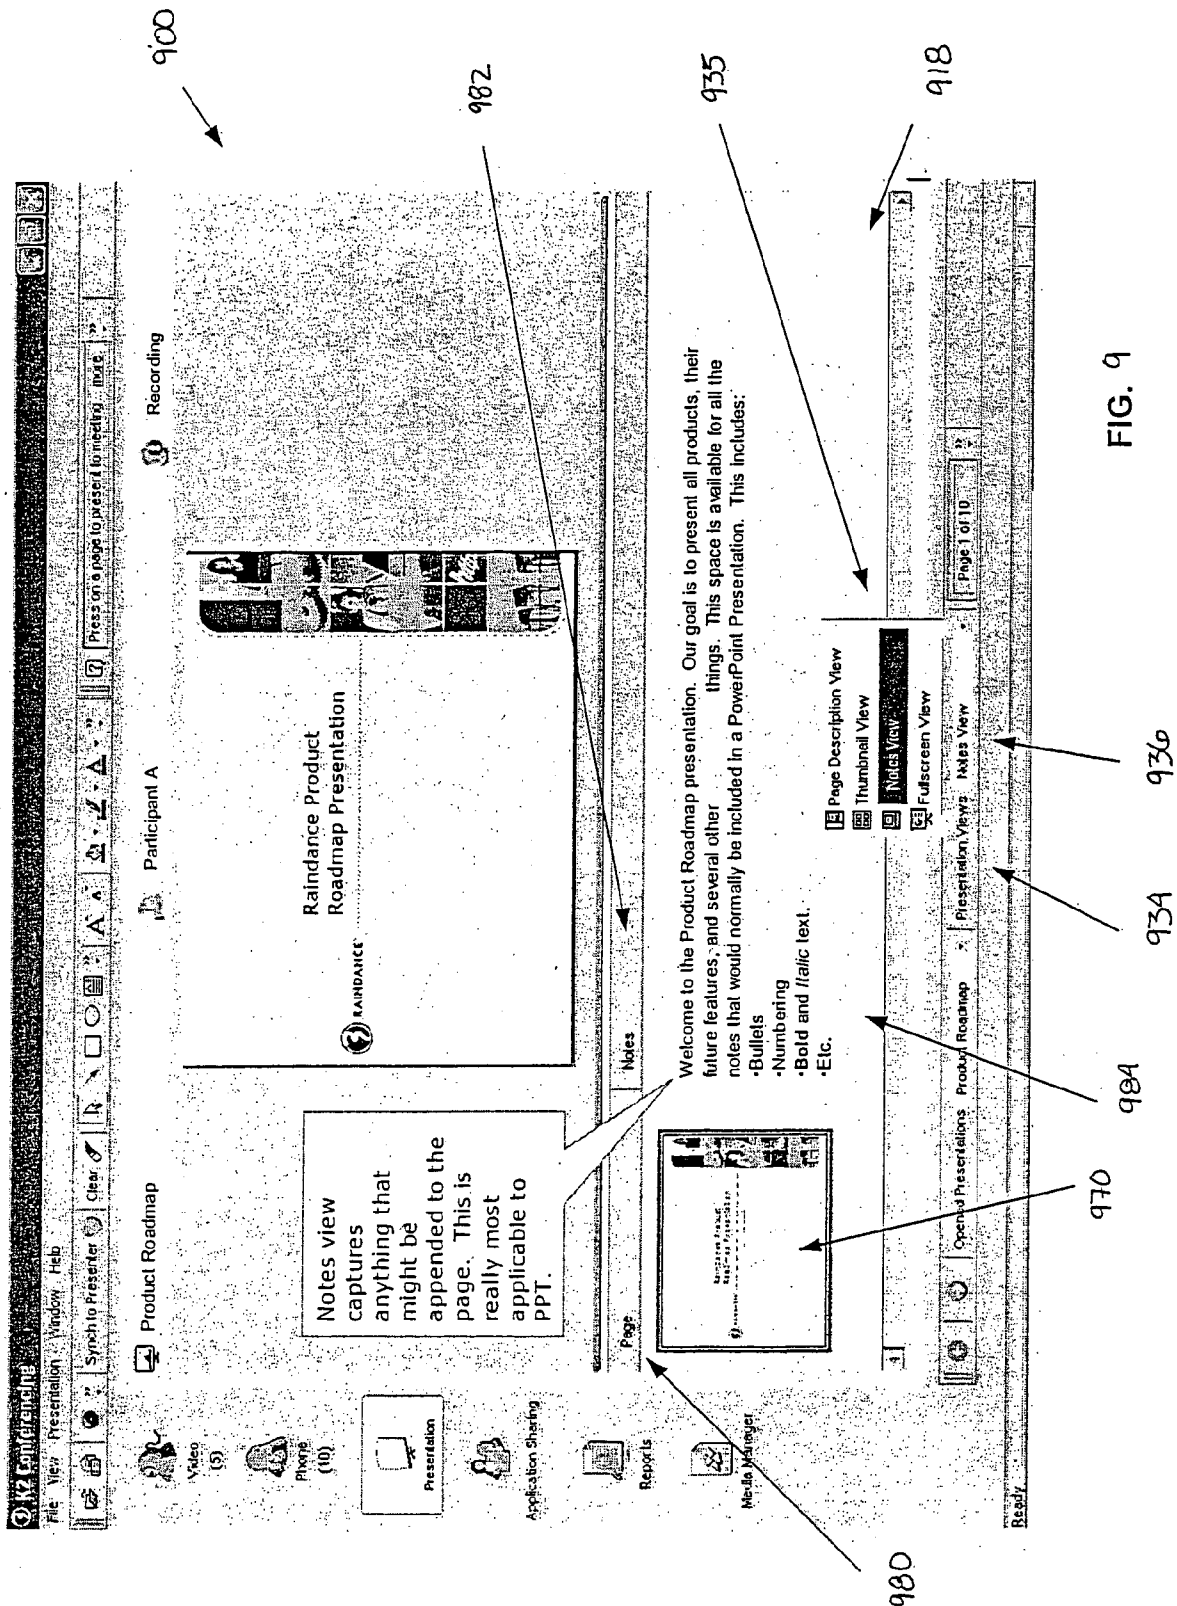 900
K2 Conferencing
File View Presentation Window Help
Synch to Presenter Clear
A A
A
? Press on a page to present to meeting more
Product Roadmap
Participant A
Recording
982
Video
(5)
Phone
(10)
Presentation
Application Sharing
Reports
Media Manager
Notes view
captures
anything that
might be
appended to the
page. This is
really most
applicable to
PPT.
Raindance Product
Roadmap Presentation
RAINDANCE
935
918
Page
Notes
Raindance Product
Roadmap Presentation
Welcome to the Product Roadmap presentation. Our goal is to present all products, their
future features, and several other things. This space is available for all the
notes that would normally be included in a PowerPoint Presentation. This includes:
•Bullets
•Numbering
•Bold and Italic text.
•Etc.
Page Description View
Thumbnail View
Notes View
Fullscreen View
Opened Presentations Product Roadmap Presentation Views Notes View Page 1 of 10
Ready
980
970
984
934
936
FIG. 9